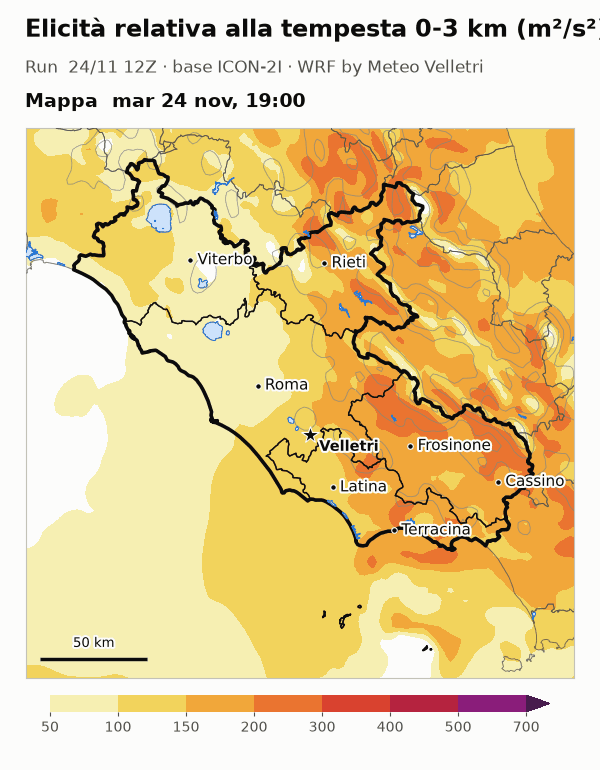 Elicità relativa alla tempesta 0-3 km (m²/s²)
Run 24/11 12Z · base ICON-2I · WRF by Meteo Velletri
Mappa mar 24 nov, 19:00
Viterbo
Rieti
Roma
Velletri
Frosinone
Cassino
Latina
Terracina
50 km
50 100 150 200 300 400 500 700